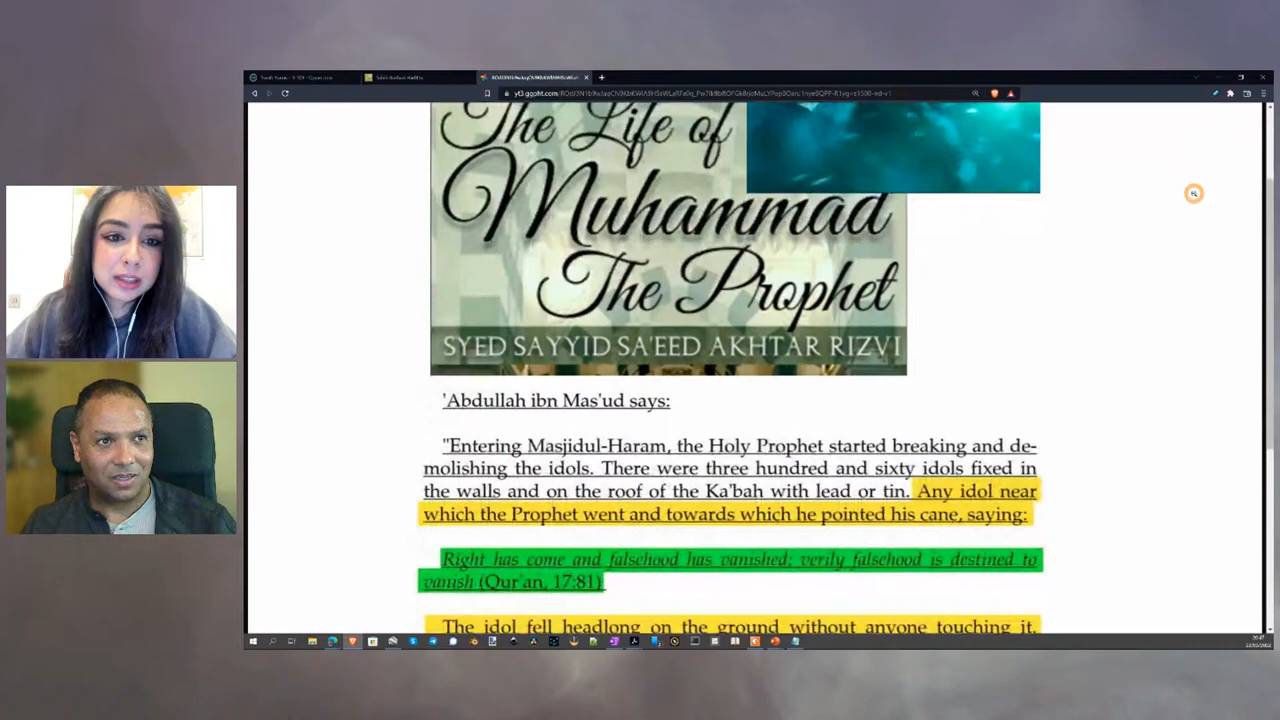 The Life of
Muhammad
The Prophet
SYED SAYYID SA'EED AKHTAR RIZVI
'Abdullah ibn Mas'ud says:
"Entering Masjidul-Haram, the Holy Prophet started breaking and de-
molishing the idols. There were three hundred and sixty idols fixed in
the walls and on the roof of the Ka'bah with lead or tin. Any idol near
which the Prophet went and towards which he pointed his cane, saying:
Right has come and falsehood has vanished; verily falsehood is destined to
vanish (Qur'an, 17:81)
The idol fell headlong on the ground without anyone touching it.